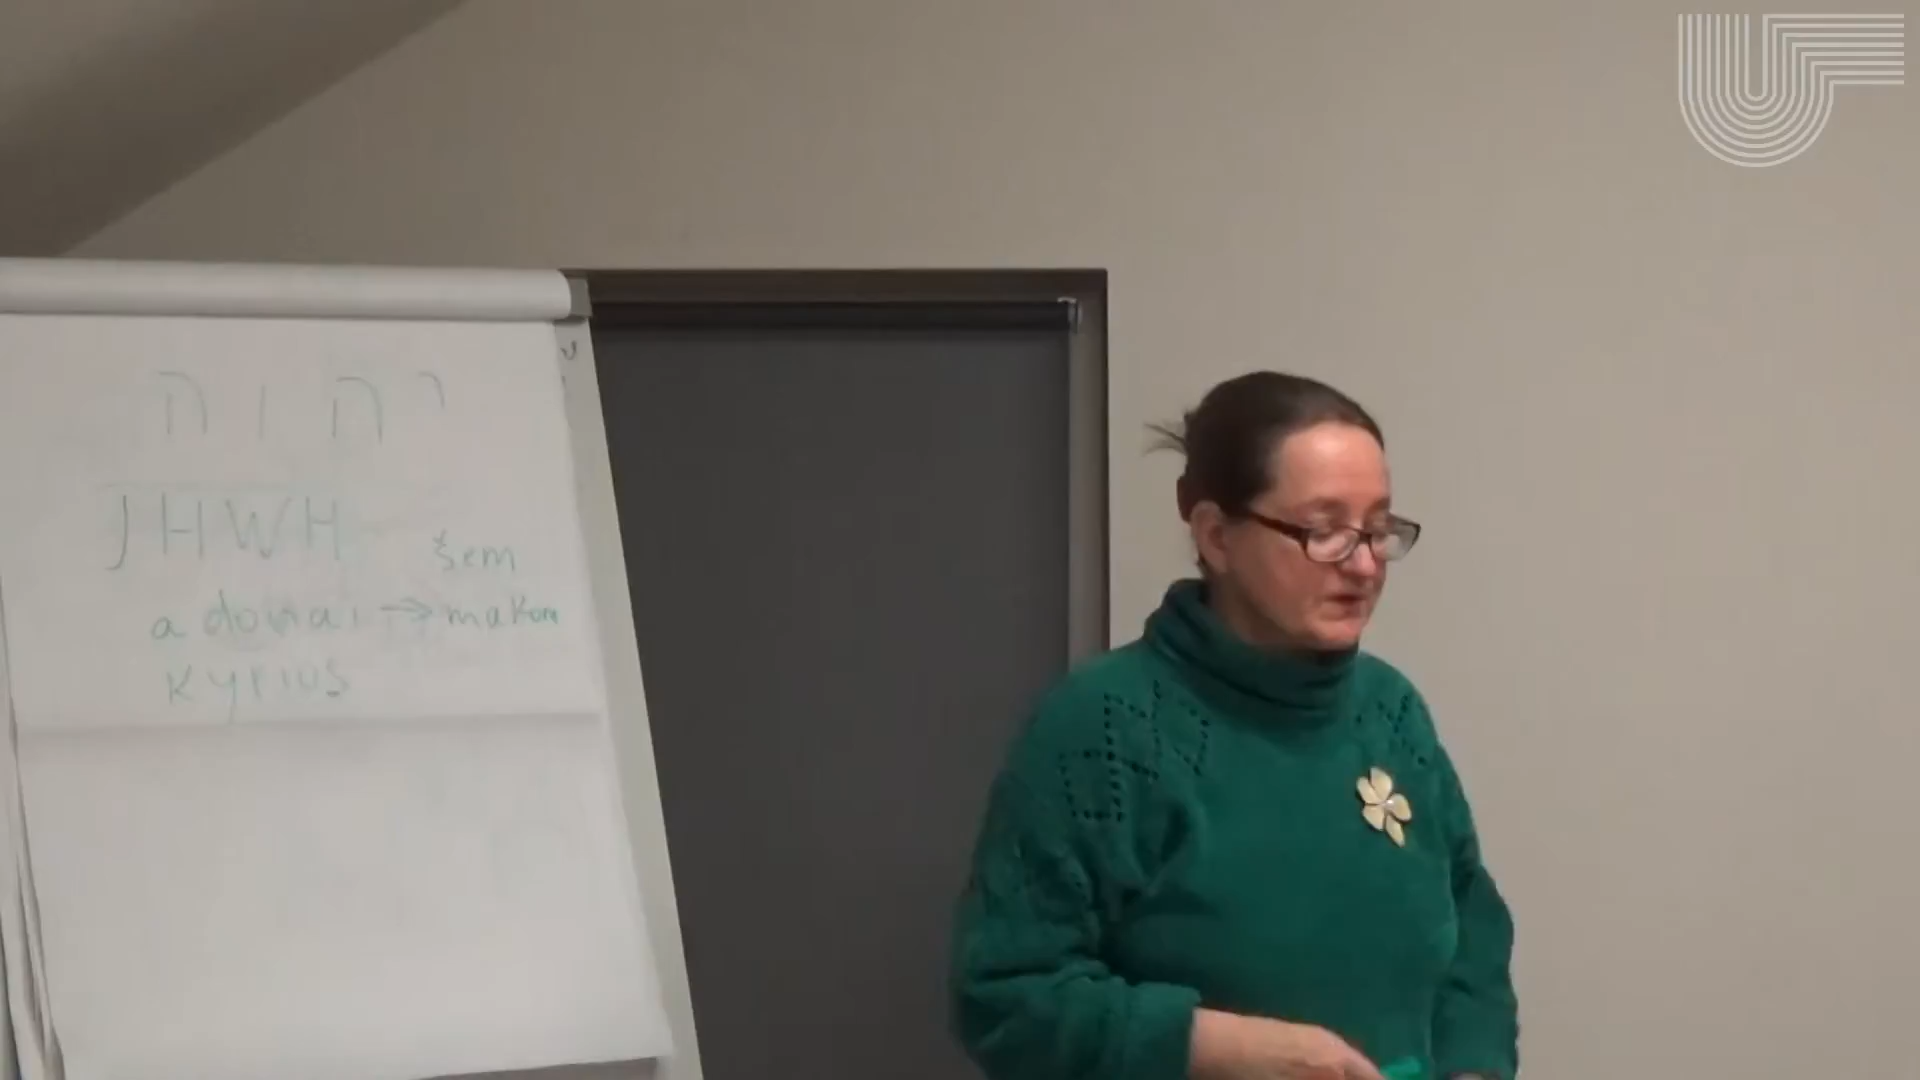 יהוה
JHWH
šem
adonai → makom
Kyrios